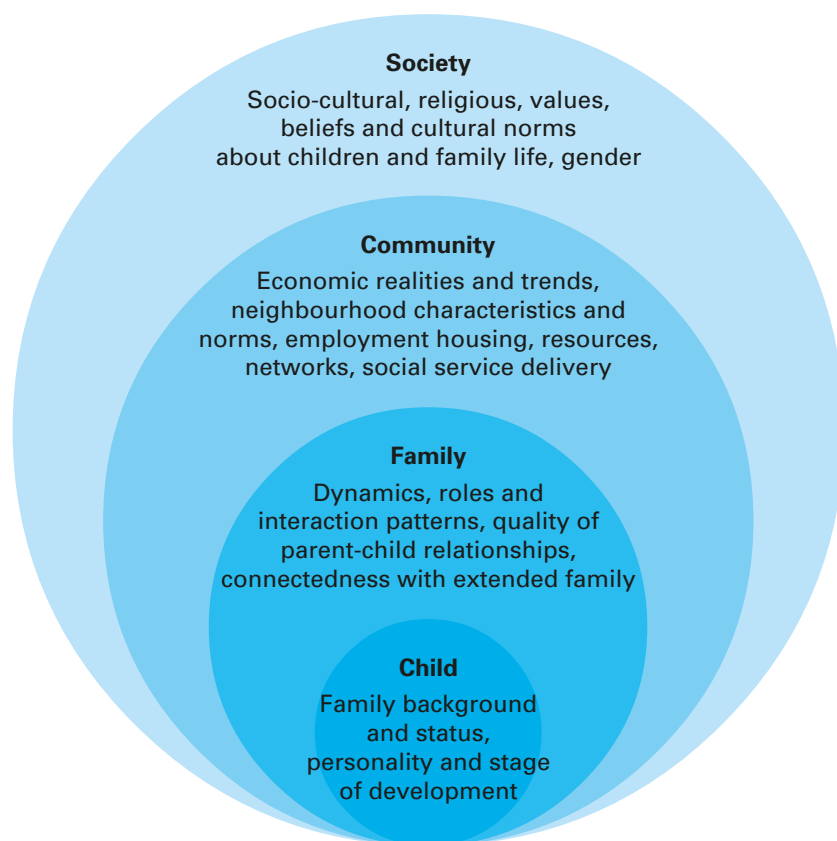 Society
Socio-cultural, religious, values,
beliefs and cultural norms
about children and family life, gender
Community
Economic realities and trends,
neighbourhood characteristics and
norms, employment housing, resources,
networks, social service delivery
Family
Dynamics, roles and
interaction patterns, quality of
parent-child relationships,
connectedness with extended family
Child
Family background
and status,
personality and stage
of development